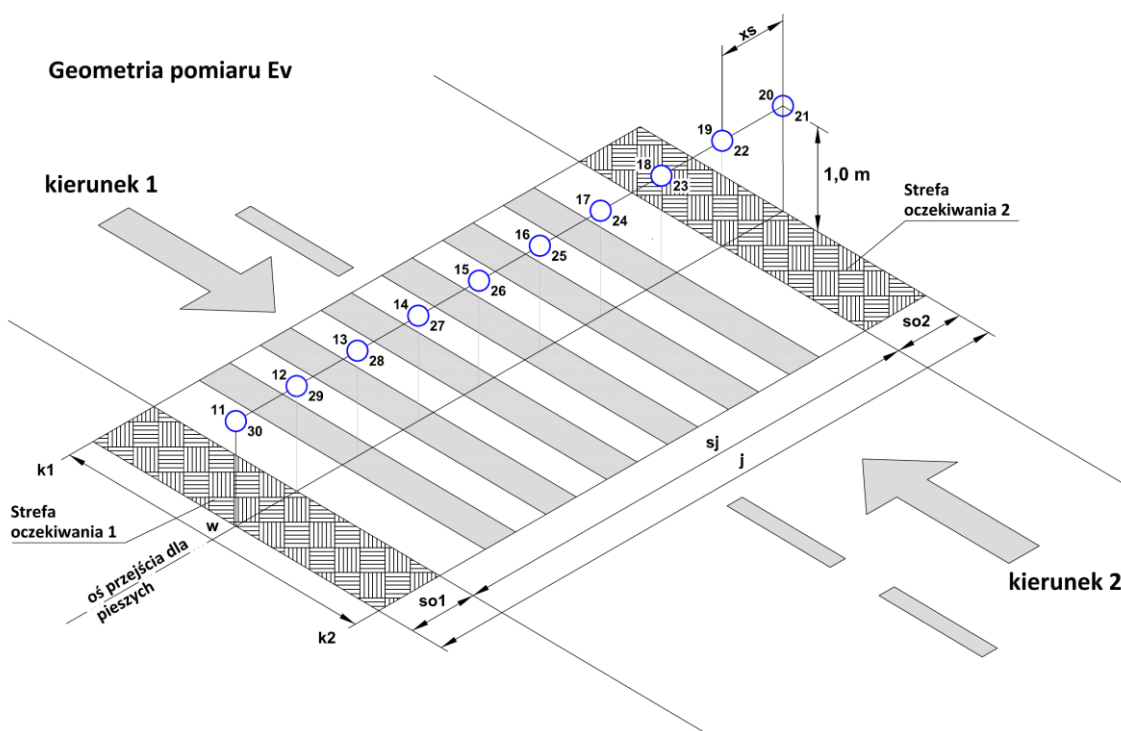 Geometria pomiaru Ev
xs
20
21
19
22
1,0 m
18
23
kierunek 1
Strefa
oczekiwania 2
17
24
16
25
15
26
14
27
13
28
12
29
11
30
so2
sj
j
k1
Strefa
oczekiwania 1
w
oś przejścia dla
pieszych
so1
k2
kierunek 2